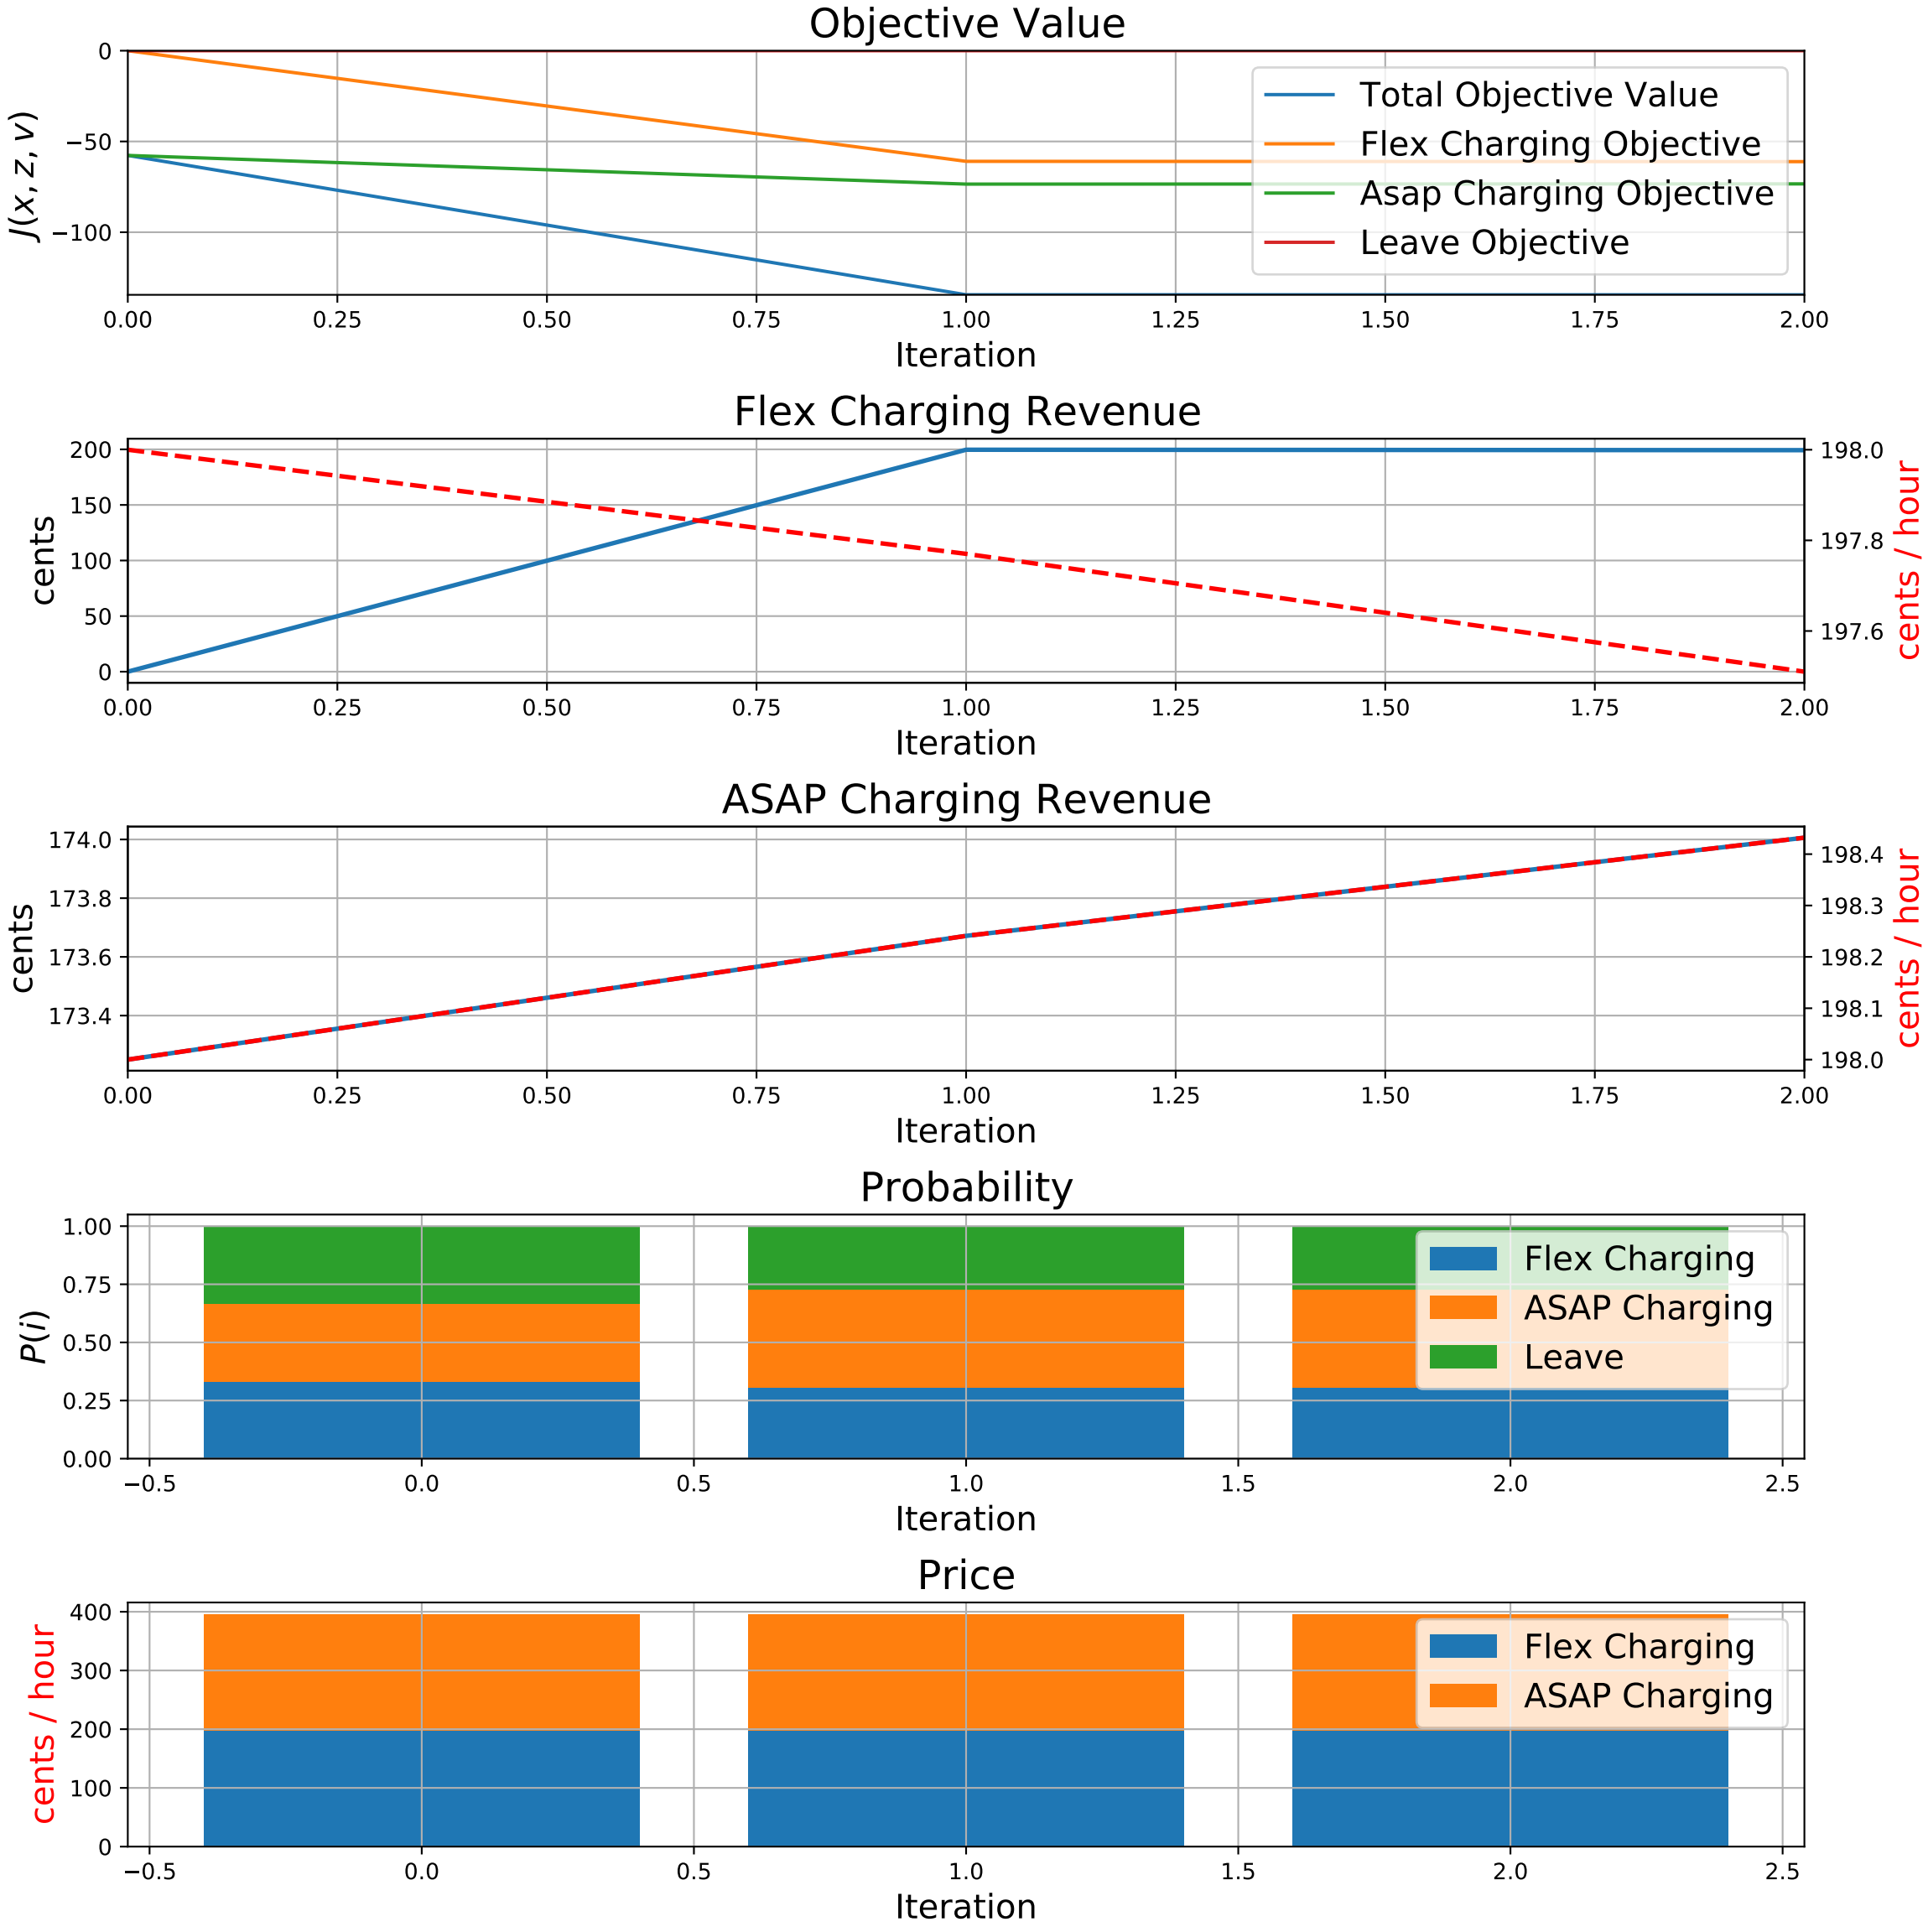 Objective Value
0
−50
−100
J(x, z, v)
Total Objective Value
Flex Charging Objective
Asap Charging Objective
Leave Objective
0.00 0.25 0.50 0.75 1.00 1.25 1.50 1.75 2.00
Iteration
Flex Charging Revenue
200
150
100
50
0
cents
198.0
197.8
197.6
cents / hour
0.00 0.25 0.50 0.75 1.00 1.25 1.50 1.75 2.00
Iteration
ASAP Charging Revenue
174.0
173.8
173.6
173.4
cents
198.4
198.3
198.2
198.1
198.0
cents / hour
0.00 0.25 0.50 0.75 1.00 1.25 1.50 1.75 2.00
Iteration
Probability
1.00
0.75
0.50
0.25
0.00
P(i)
Flex Charging
ASAP Charging
Leave
−0.5 0.0 0.5 1.0 1.5 2.0 2.5
Iteration
Price
400
300
200
100
0
cents / hour
Flex Charging
ASAP Charging
−0.5 0.0 0.5 1.0 1.5 2.0 2.5
Iteration